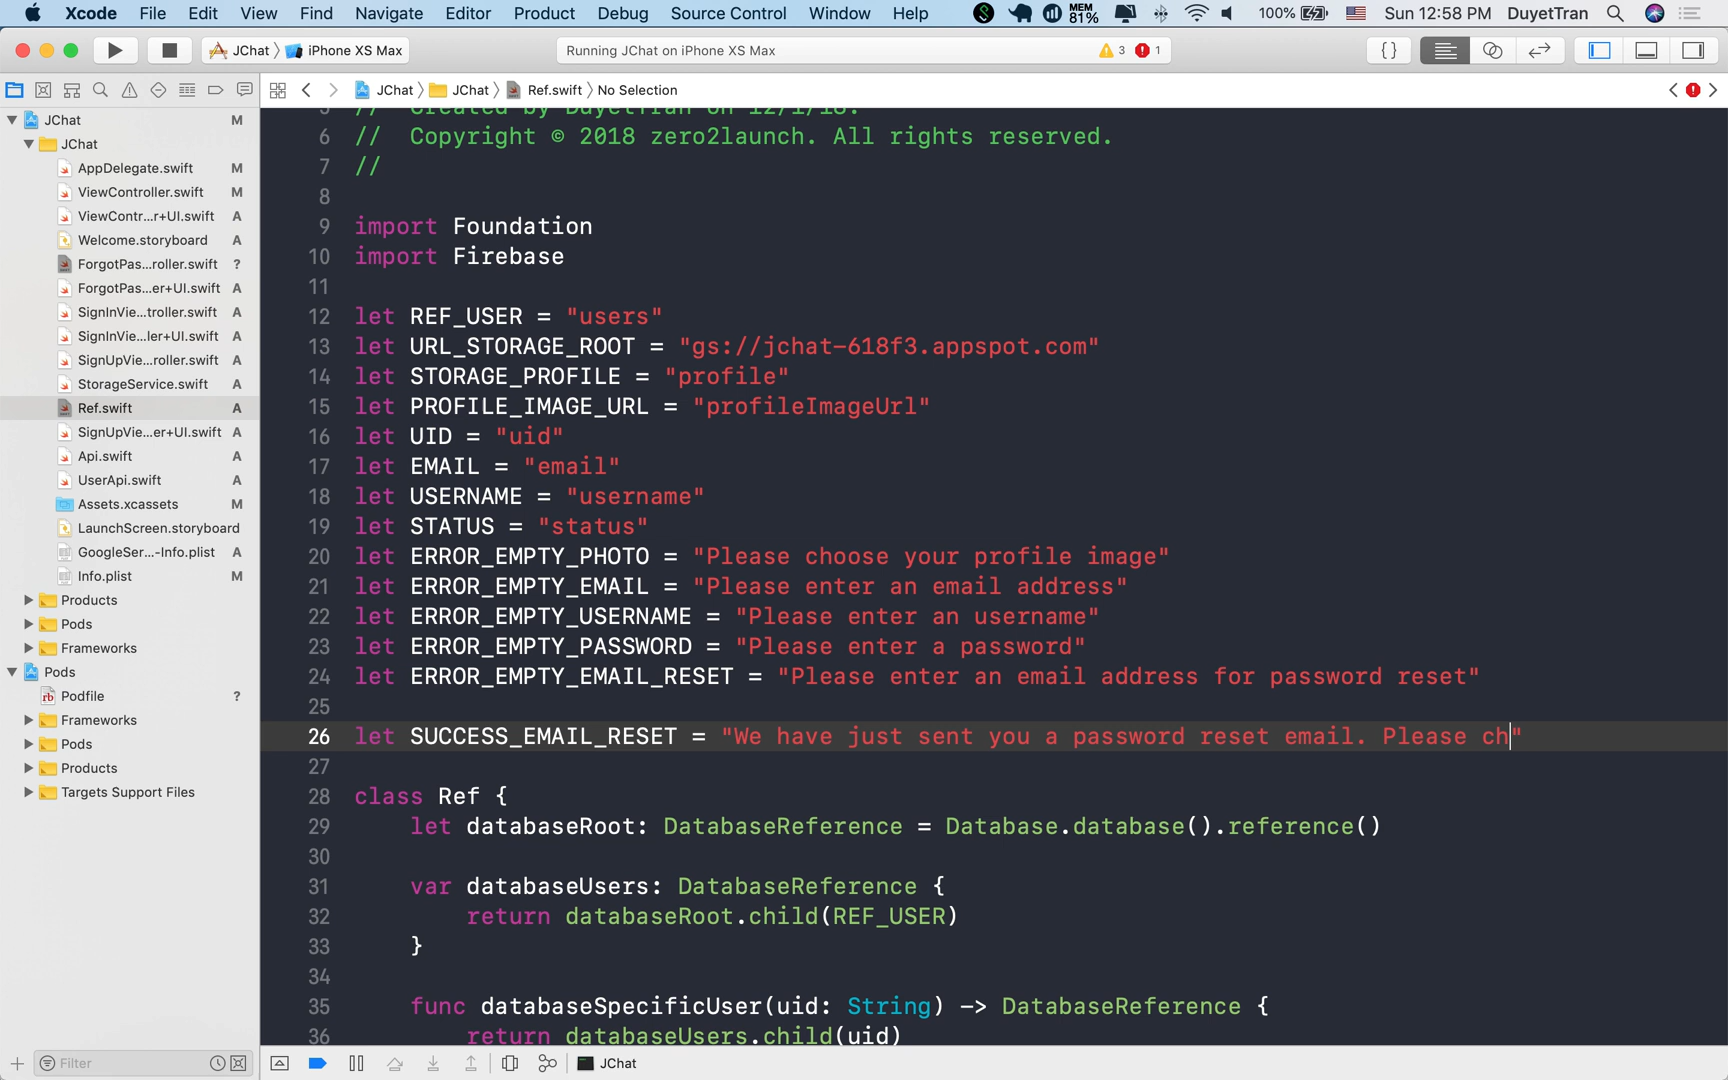 Xcode File Edit View Find Navigate Editor Product Debug Source Control Window Help MEM 81% 100% Sun 12:58 PM DuyetTran
JChat iPhone XS Max Running JChat on iPhone XS Max 3 1 {}
JChat JChat Ref.swift No Selection
JChat M
JChat
AppDelegate.swift M
ViewController.swift M
ViewContr...r+UI.swift A
Welcome.storyboard A
ForgotPas...roller.swift ?
ForgotPas...er+UI.swift A
SignInVie...troller.swift A
SignInVie...ler+UI.swift A
SignUpVie...roller.swift A
StorageService.swift A
Ref.swift A
SignUpVie...er+UI.swift A
Api.swift A
UserApi.swift A
Assets.xcassets M
LaunchScreen.storyboard
GoogleSer...-Info.plist A
Info.plist M
Products
Pods
Frameworks
Pods
Podfile ?
Frameworks
Pods
Products
Targets Support Files
Filter
5 // Created by DuyetTran on 12/1/18.
6 // Copyright © 2018 zero2launch. All rights reserved.
7 //
8
9 import Foundation
10 import Firebase
11
12 let REF_USER = "users"
13 let URL_STORAGE_ROOT = "gs://jchat-618f3.appspot.com"
14 let STORAGE_PROFILE = "profile"
15 let PROFILE_IMAGE_URL = "profileImageUrl"
16 let UID = "uid"
17 let EMAIL = "email"
18 let USERNAME = "username"
19 let STATUS = "status"
20 let ERROR_EMPTY_PHOTO = "Please choose your profile image"
21 let ERROR_EMPTY_EMAIL = "Please enter an email address"
22 let ERROR_EMPTY_USERNAME = "Please enter an username"
23 let ERROR_EMPTY_PASSWORD = "Please enter a password"
24 let ERROR_EMPTY_EMAIL_RESET = "Please enter an email address for password reset"
25
26 let SUCCESS_EMAIL_RESET = "We have just sent you a password reset email. Please ch"
27
28 class Ref {
29 let databaseRoot: DatabaseReference = Database.database().reference()
30
31 var databaseUsers: DatabaseReference {
32 return databaseRoot.child(REF_USER)
33 }
34
35 func databaseSpecificUser(uid: String) -> DatabaseReference {
36 return databaseUsers.child(uid)
JChat